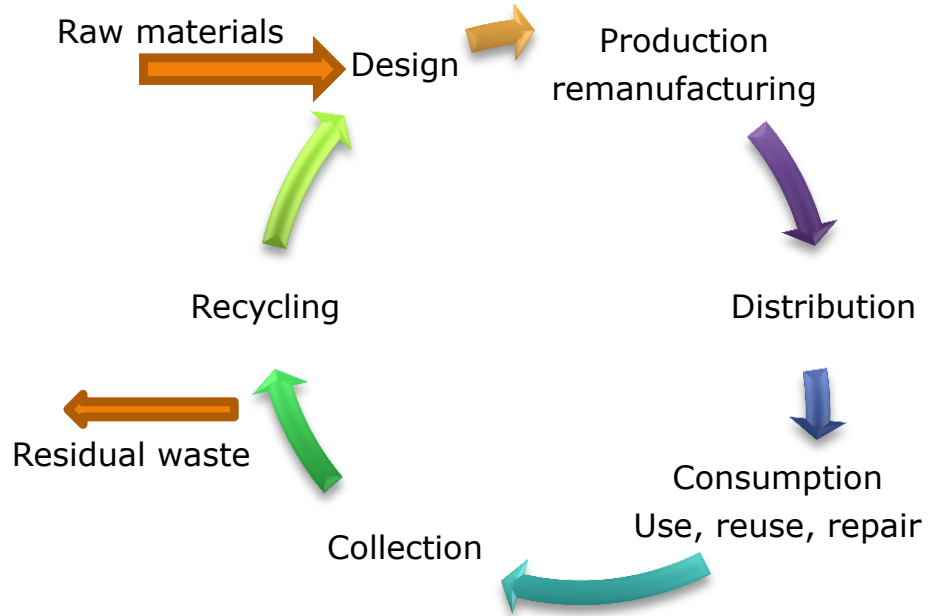 Raw materials
Design
Production
remanufacturing
Distribution
Consumption
Use, reuse, repair
Collection
Recycling
Residual waste